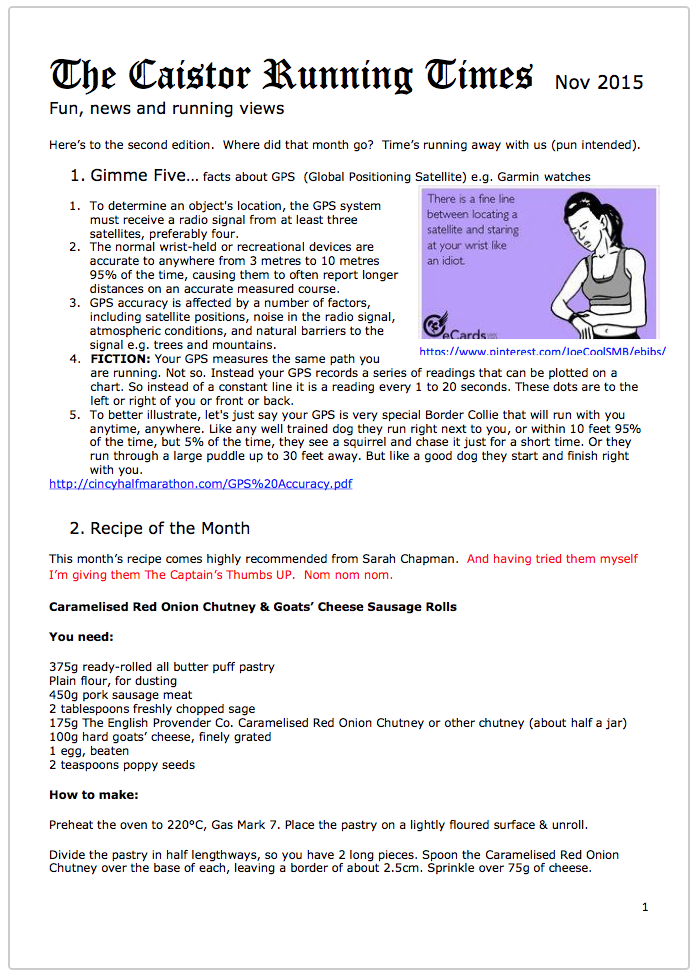 The Caistor Running Times Nov 2015
Fun, news and running views
Here's to the second edition.  Where did that month go?  Time's running away with us (pun intended).
1. Gimme Five... facts about GPS  (Global Positioning Satellite) e.g. Garmin watches
1. To determine an object's location, the GPS system
must receive a radio signal from at least three
satellites, preferably four.
2. The normal wrist-held or recreational devices are
accurate to anywhere from 3 metres to 10 metres
95% of the time, causing them to often report longer
distances on an accurate measured course.
3. GPS accuracy is affected by a number of factors,
including satellite positions, noise in the radio signal,
atmospheric conditions, and natural barriers to the
signal e.g. trees and mountains.
There is a fine line
between locating a
satellite and staring
at your wrist like
an idiot.
eCards
https://www.pinterest.com/JoeCoolSMB/ebibs/
4. FICTION: Your GPS measures the same path you
are running. Not so. Instead your GPS records a series of readings that can be plotted on a
chart. So instead of a constant line it is a reading every 1 to 20 seconds. These dots are to the
left or right of you or front or back.
5. To better illustrate, let's just say your GPS is very special Border Collie that will run with you
anytime, anywhere. Like any well trained dog they run right next to you, or within 10 feet 95%
of the time, but 5% of the time, they see a squirrel and chase it just for a short time. Or they
run through a large puddle up to 30 feet away. But like a good dog they start and finish right
with you.
http://cincyhalfmarathon.com/GPS%20Accuracy.pdf
2. Recipe of the Month
This month's recipe comes highly recommended from Sarah Chapman.  And having tried them myself
I'm giving them The Captain's Thumbs UP.  Nom nom nom.
Caramelised Red Onion Chutney & Goats' Cheese Sausage Rolls
You need:
375g ready-rolled all butter puff pastry
Plain flour, for dusting
450g pork sausage meat
2 tablespoons freshly chopped sage
175g The English Provender Co. Caramelised Red Onion Chutney or other chutney (about half a jar)
100g hard goats' cheese, finely grated
1 egg, beaten
2 teaspoons poppy seeds
How to make:
Preheat the oven to 220°C, Gas Mark 7. Place the pastry on a lightly floured surface & unroll.
Divide the pastry in half lengthways, so you have 2 long pieces. Spoon the Caramelised Red Onion
Chutney over the base of each, leaving a border of about 2.5cm. Sprinkle over 75g of cheese.
1